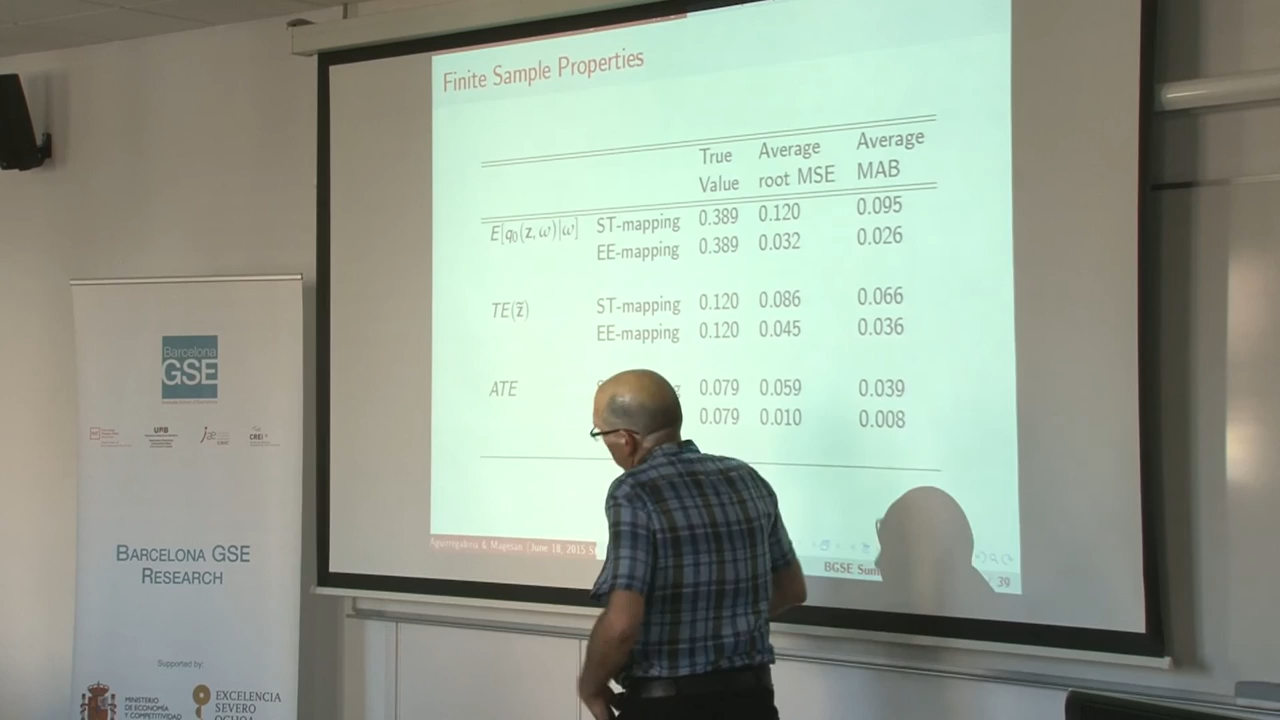 Finite Sample Properties
True Value Average root MSE Average MAB
E[q₀(z, ω)|ω] ST-mapping 0.389 0.120 0.095
EE-mapping 0.389 0.032 0.026
TE(z̃) ST-mapping 0.120 0.086 0.066
EE-mapping 0.120 0.045 0.036
ATE 0.079 0.059 0.039
0.079 0.010 0.008
Aguirregabiria & Magesan (June 18, 2015
BGSE
/ 39
Barcelona
GSE
UAB
CREi
BARCELONA GSE
RESEARCH
Supported by:
MINISTERIO
DE ECONOMÍA
Y COMPETITIVIDAD
EXCELENCIA
SEVERO
OCHOA